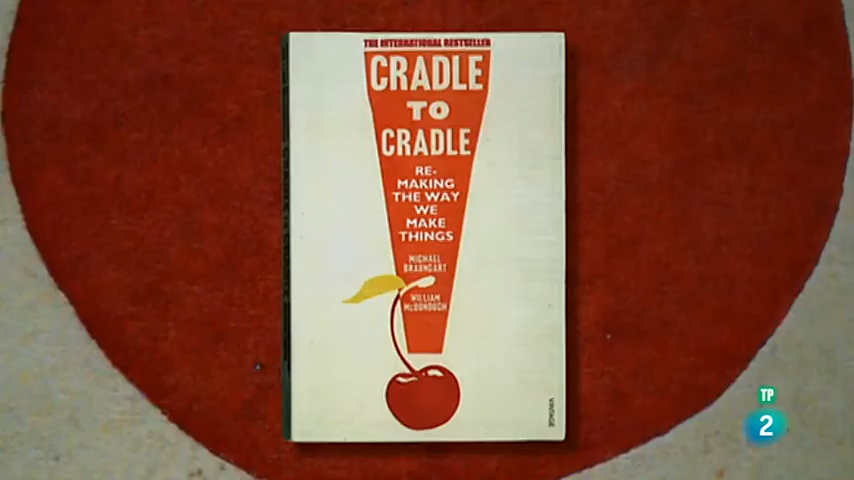 THE INTERNATIONAL BESTSELLER
CRADLE
TO
CRADLE
RE-
MAKING
THE WAY
WE
MAKE
THINGS
MICHAEL
BRAUNGART
WILLIAM
McDONOUGH
VINTAGE
TP
2